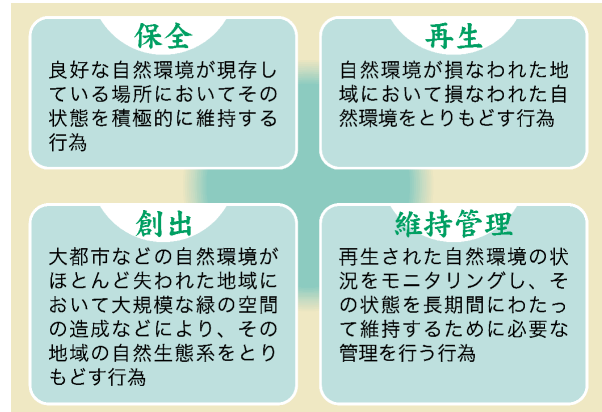 保全
良好な自然環境が現存し
ている場所においてその
状態を積極的に維持する
行為
再生
自然環境が損なわれた地
域において損なわれた自
然環境をとりもどす行為
創出
大都市などの自然環境が
ほとんど失われた地域に
おいて大規模な緑の空間
の造成などにより、その
地域の自然生態系をとり
もどす行為
維持管理
再生された自然環境の状
況をモニタリングし、そ
の状態を長期間にわたっ
て維持するために必要な
管理を行う行為